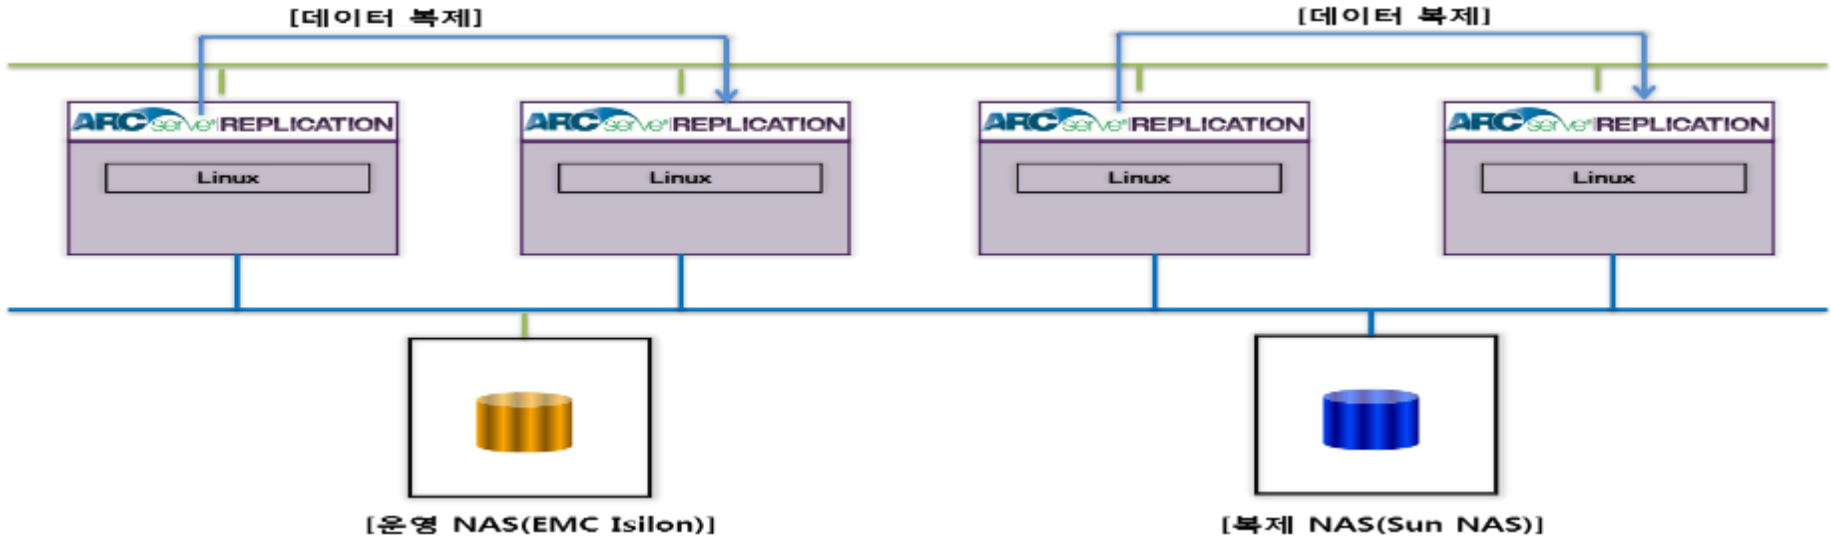 [데이터 복제]
[데이터 복제]
ARCserve® REPLICATION
ARCserve® REPLICATION
ARCserve® REPLICATION
ARCserve® REPLICATION
Linux
Linux
Linux
Linux
[운영 NAS(EMC Isilon)]
[복제 NAS(Sun NAS)]